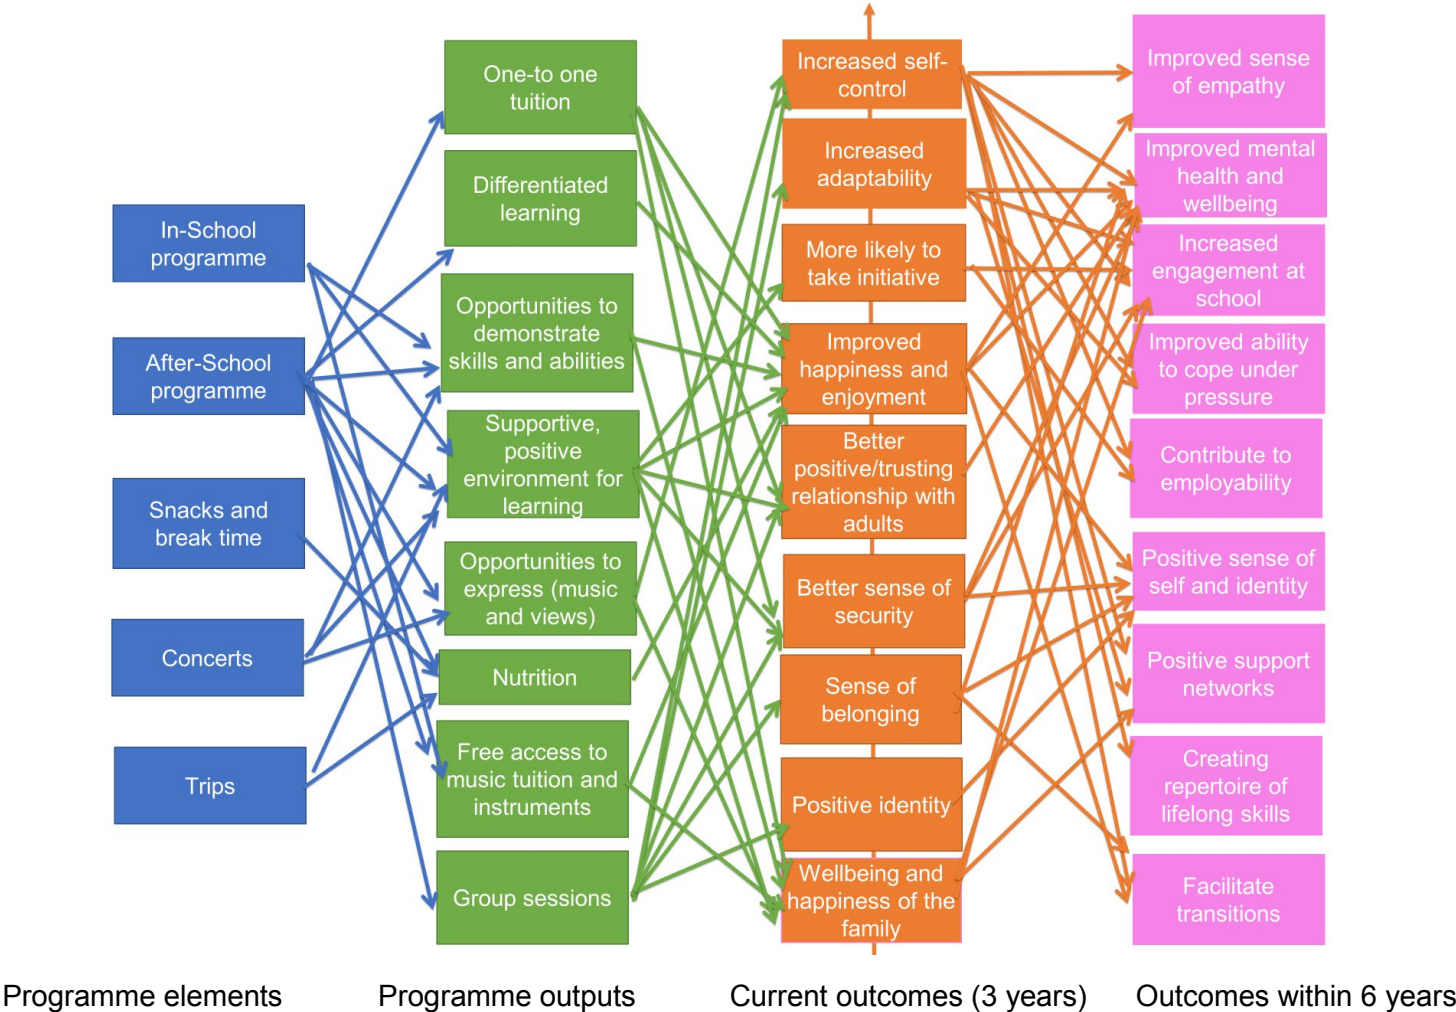 In-School
programme
After-School
programme
Snacks and
break time
Concerts
Trips
One-to one
tuition
Differentiated
learning
Opportunities to
demonstrate
skills and abilities
Supportive,
positive
environment for
learning
Opportunities to
express (music
and views)
Nutrition
Free access to
music tuition and
instruments
Group sessions
Increased self-
control
Increased
adaptability
More likely to
take initiative
Improved
happiness and
enjoyment
Better
positive/trusting
relationship with
adults
Better sense of
security
Sense of
belonging
Positive identity
Wellbeing and
happiness of the
family
Improved sense
of empathy
Improved mental
health and
wellbeing
Increased
engagement at
school
Improved ability
to cope under
pressure
Contribute to
employability
Positive sense of
self and identity
Positive support
networks
Creating
repertoire of
lifelong skills
Facilitate
transitions
Programme elements
Programme outputs
Current outcomes (3 years)
Outcomes within 6 years